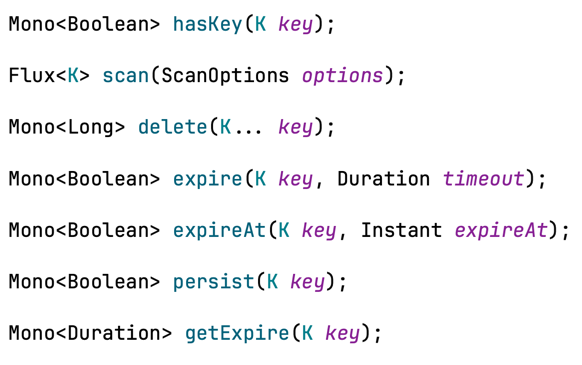 Mono<Boolean> hasKey(K key);
Flux<K> scan(ScanOptions options);
Mono<Long> delete(K... key);
Mono<Boolean> expire(K key, Duration timeout);
Mono<Boolean> expireAt(K key, Instant expireAt);
Mono<Boolean> persist(K key);
Mono<Duration> getExpire(K key);